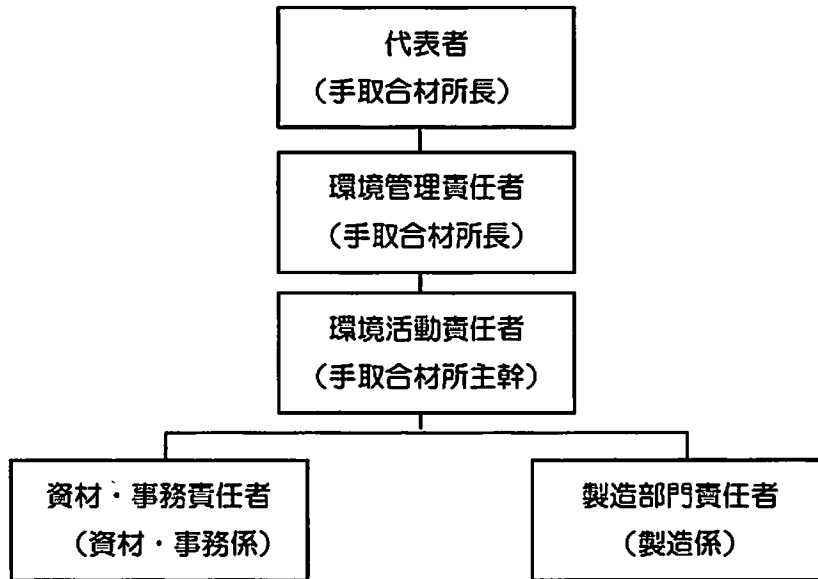 代表者
(手取合材所長)
環境管理責任者
(手取合材所長)
環境活動責任者
(手取合材所主幹)
資材・事務責任者
(資材・事務係)
製造部門責任者
(製造係)